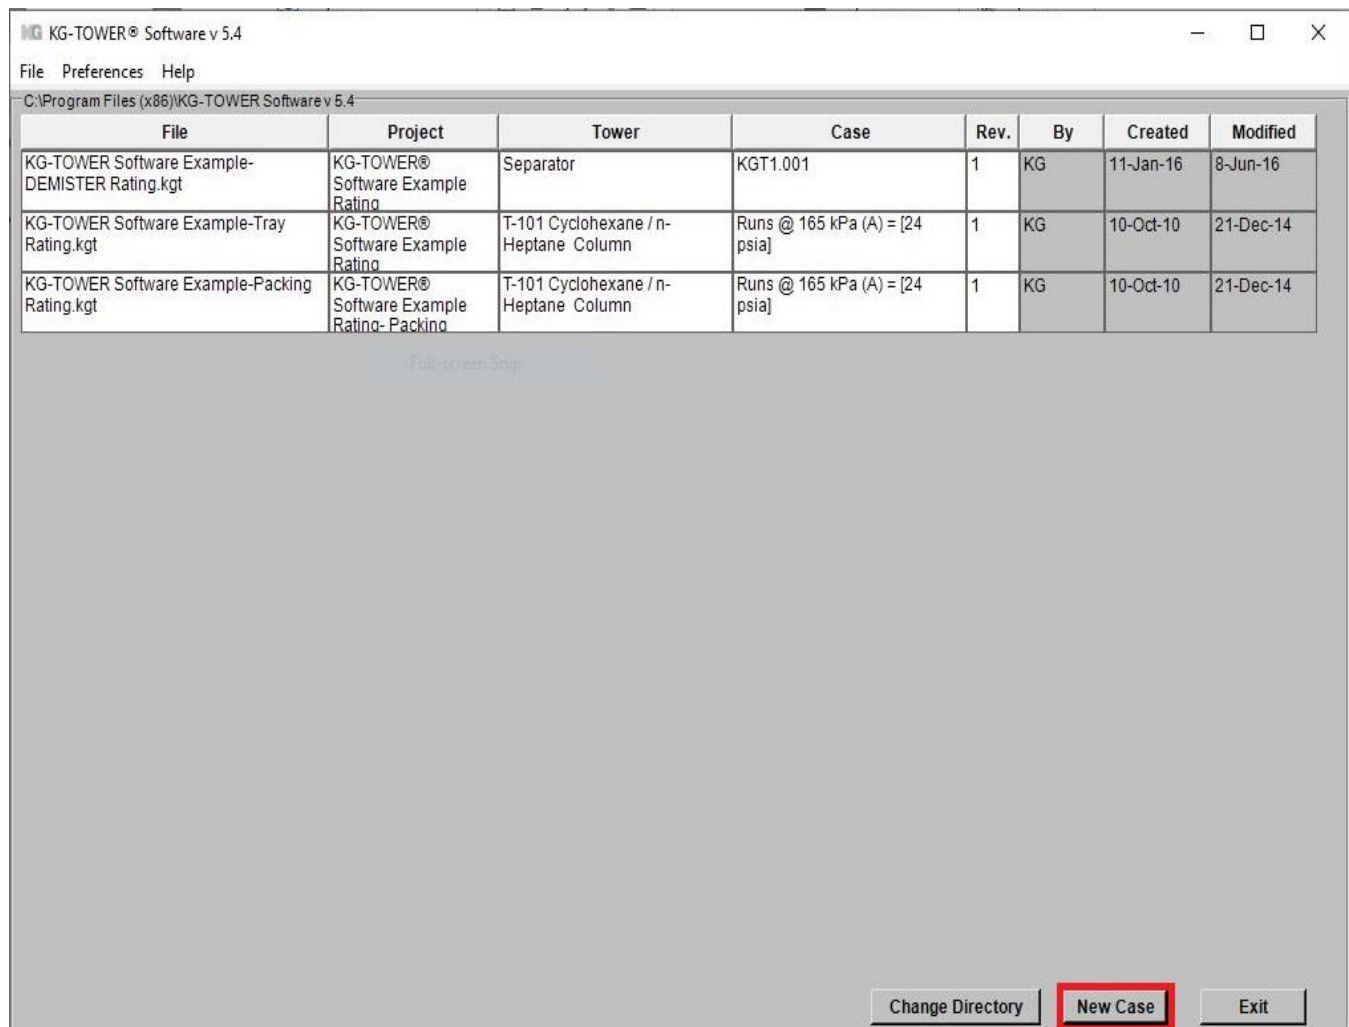 KG KG-TOWER® Software v 5.4
File Preferences Help
C:\Program Files (x86)\KG-TOWER Software v 5.4
File Project Tower Case Rev. By Created Modified
KG-TOWER Software Example-DEMISTER Rating.kgt KG-TOWER® Software Example Rating Separator KGT1.001 1 KG 11-Jan-16 8-Jun-16
KG-TOWER Software Example-Tray Rating.kgt KG-TOWER® Software Example Rating T-101 Cyclohexane / n-Heptane Column Runs @ 165 kPa (A) = [24 psia] 1 KG 10-Oct-10 21-Dec-14
KG-TOWER Software Example-Packing Rating.kgt KG-TOWER® Software Example Rating- Packing T-101 Cyclohexane / n-Heptane Column Runs @ 165 kPa (A) = [24 psia] 1 KG 10-Oct-10 21-Dec-14
Full-screen Snip
Change Directory New Case Exit